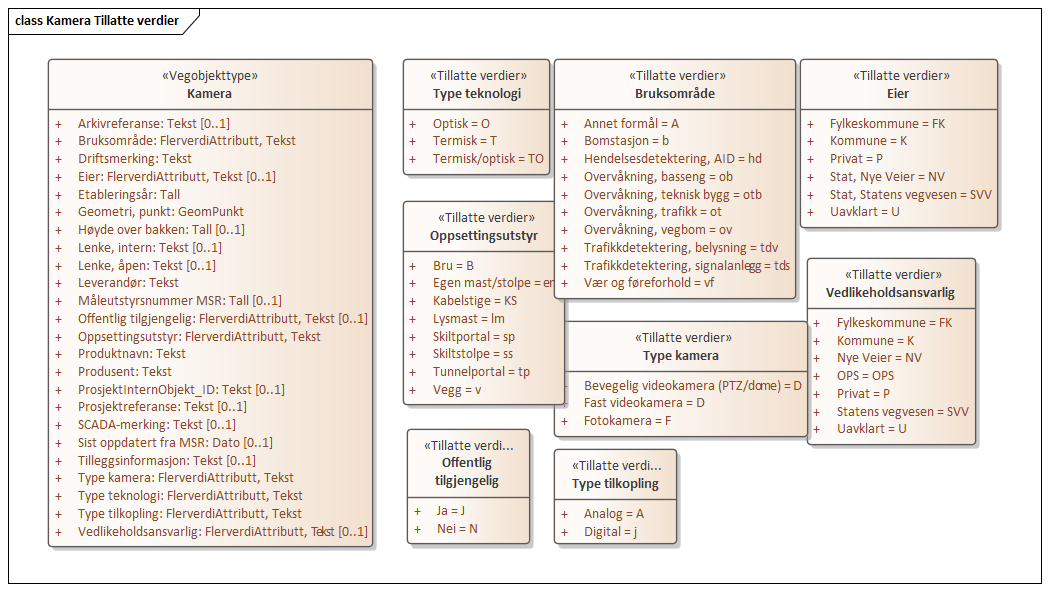 class Kamera Tillatte verdier
«Vegobjekttype»
Kamera
+ Arkivreferanse: Tekst [0..1]
+ Bruksområde: FlerverdiAttributt, Tekst
+ Driftsmerking: Tekst
+ Eier: FlerverdiAttributt, Tekst [0..1]
+ Etableringsår: Tall
+ Geometri, punkt: GeomPunkt
+ Høyde over bakken: Tall [0..1]
+ Lenke, intern: Tekst [0..1]
+ Lenke, åpen: Tekst [0..1]
+ Leverandør: Tekst
+ Måleutstyrsnummer MSR: Tall [0..1]
+ Offentlig tilgjengelig: FlerverdiAttributt, Tekst [0..1]
+ Oppsettingsutstyr: FlerverdiAttributt, Tekst
+ Produktnavn: Tekst
+ Produsent: Tekst
+ ProsjektInternObjekt_ID: Tekst [0..1]
+ Prosjektreferanse: Tekst [0..1]
+ SCADA-merking: Tekst [0..1]
+ Sist oppdatert fra MSR: Dato [0..1]
+ Tilleggsinformasjon: Tekst [0..1]
+ Type kamera: FlerverdiAttributt, Tekst
+ Type teknologi: FlerverdiAttributt, Tekst
+ Type tilkopling: FlerverdiAttributt, Tekst
+ Vedlikeholdsansvarlig: FlerverdiAttributt, Tekst [0..1]
«Tillatte verdier»
Type teknologi
+ Optisk = O
+ Termisk = T
+ Termisk/optisk = TO
«Tillatte verdier»
Oppsettingsutstyr
+ Bru = B
+ Egen mast/stolpe =
+ Kabelstige = KS
+ Lysmast = lm
+ Skiltportal = sp
+ Skiltstolpe = ss
+ Tunnelportal = tp
+ Vegg = v
«Tillatte verdi...
Offentlig
tilgjengelig
+ Ja = J
+ Nei = N
«Tillatte verdier»
Bruksområde
+ Annet formål = A
+ Bomstasjon = b
+ Hendelsesdetektering, AID = hd
+ Overvåkning, basseng = ob
+ Overvåkning, teknisk bygg = otb
+ Overvåkning, trafikk = ot
+ Overvåkning, vegbom = ov
+ Trafikkdetektering, belysning = tdv
+ Trafikkdetektering, signalanlegg = tds
+ Vær og føreforhold = vf
«Tillatte verdier»
Type kamera
Bevegelig videokamera (PTZ/dome) = D
Fast videokamera = D
+ Fotokamera = F
«Tillatte verdi...
Type tilkopling
+ Analog = A
+ Digital = j
«Tillatte verdier»
Eier
+ Fylkeskommune = FK
+ Kommune = K
+ Privat = P
+ Stat, Nye Veier = NV
+ Stat, Statens vegvesen = SVV
+ Uavklart = U
«Tillatte verdier»
Vedlikeholdsansvarlig
+ Fylkeskommune = FK
+ Kommune = K
+ Nye Veier = NV
+ OPS = OPS
+ Privat = P
+ Statens vegvesen = SVV
+ Uavklart = U